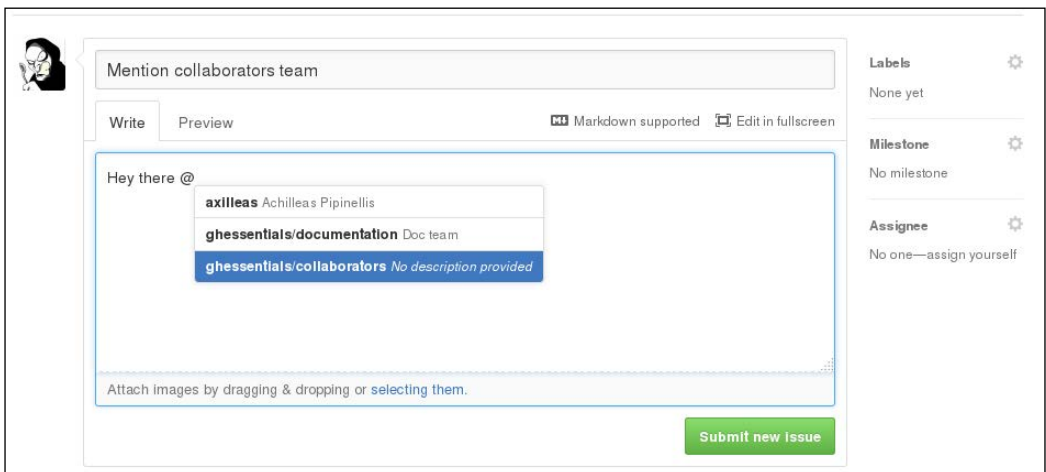 Mention collaborators team
Write Preview Markdown supported Edit in fullscreen
Hey there @
axilleas Achilleas Pipinellis
ghessentials/documentation Doc team
ghessentials/collaborators No description provided
Attach images by dragging & dropping or selecting them.
Submit new issue
Labels
None yet
Milestone
No milestone
Assignee
No one—assign yourself